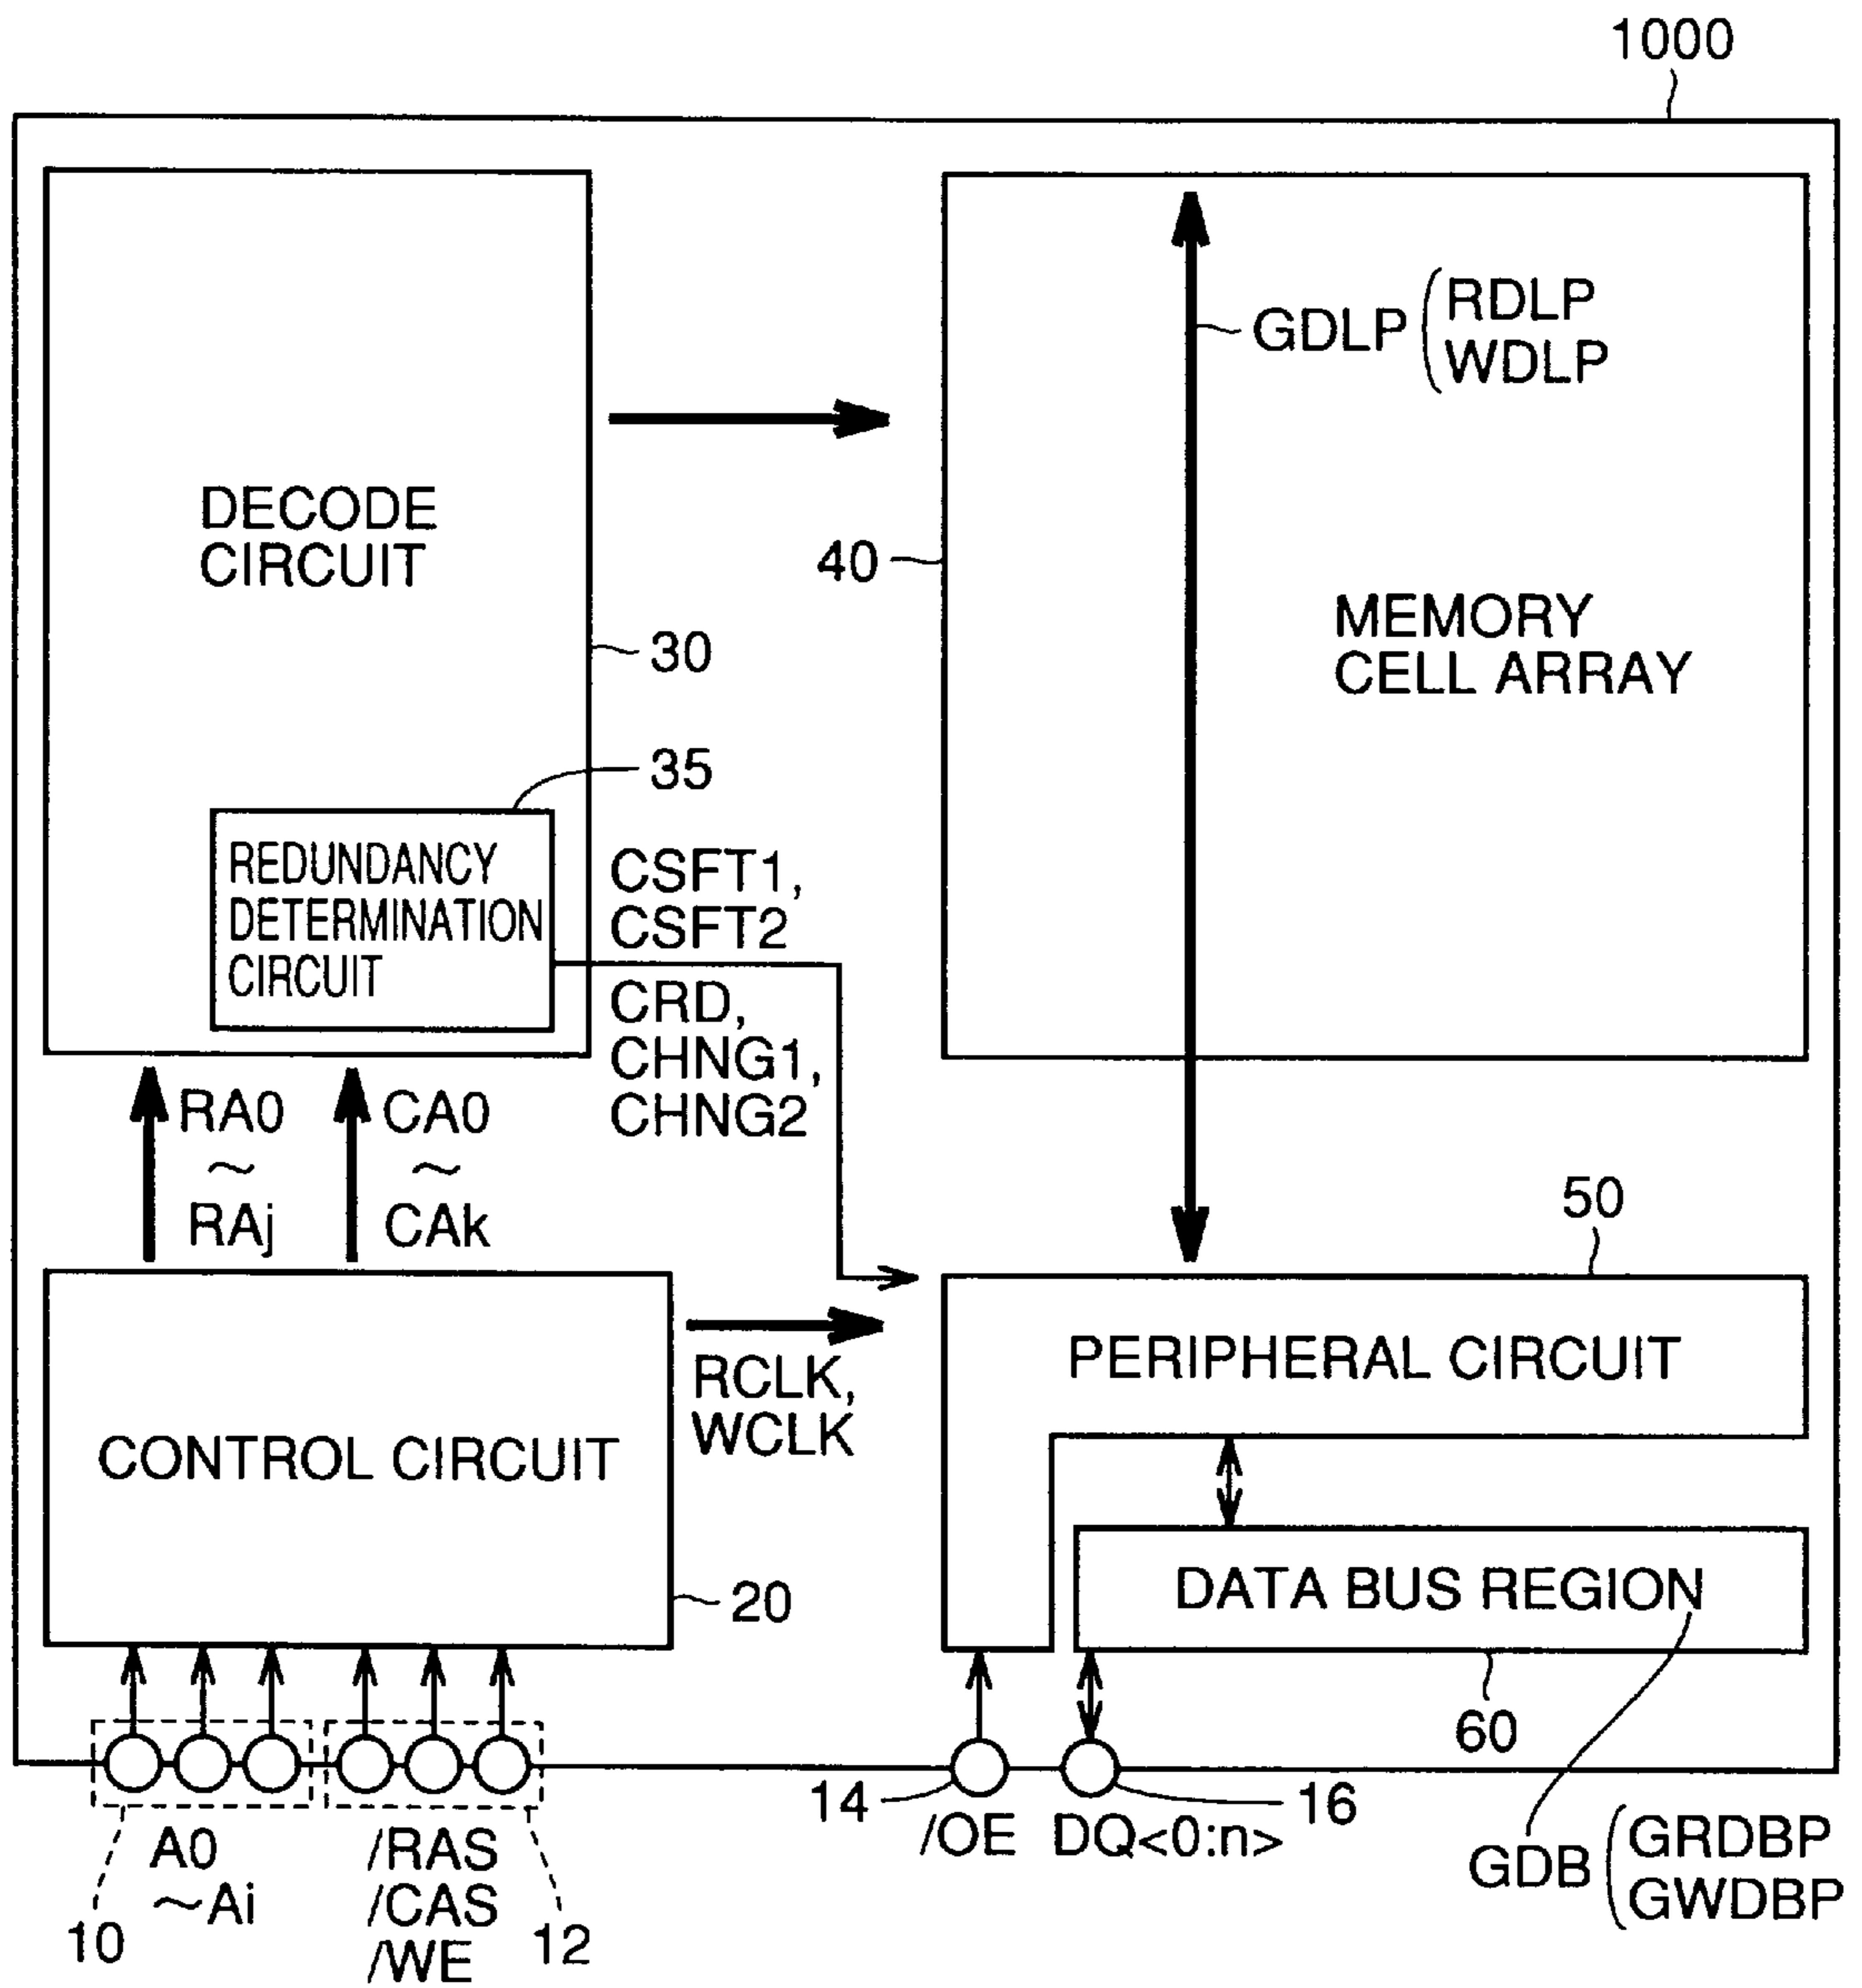 1000
GDLP
RDLP
WDLP
DECODE
CIRCUIT
40
MEMORY
CELL ARRAY
30
35
REDUNDANCY
DETERMINATION
CIRCUIT
CSFT1,
CSFT2
CRD,
CHNG1,
CHNG2
RA0
~
RAj
CA0
~
CAk
50
RCLK,
WCLK
PERIPHERAL CIRCUIT
CONTROL CIRCUIT
20
DATA BUS REGION
60
14
16
/OE
DQ<0:n>
A0
~Ai
/RAS
/CAS
/WE
10
12
GDB
GRDBP
GWDBP